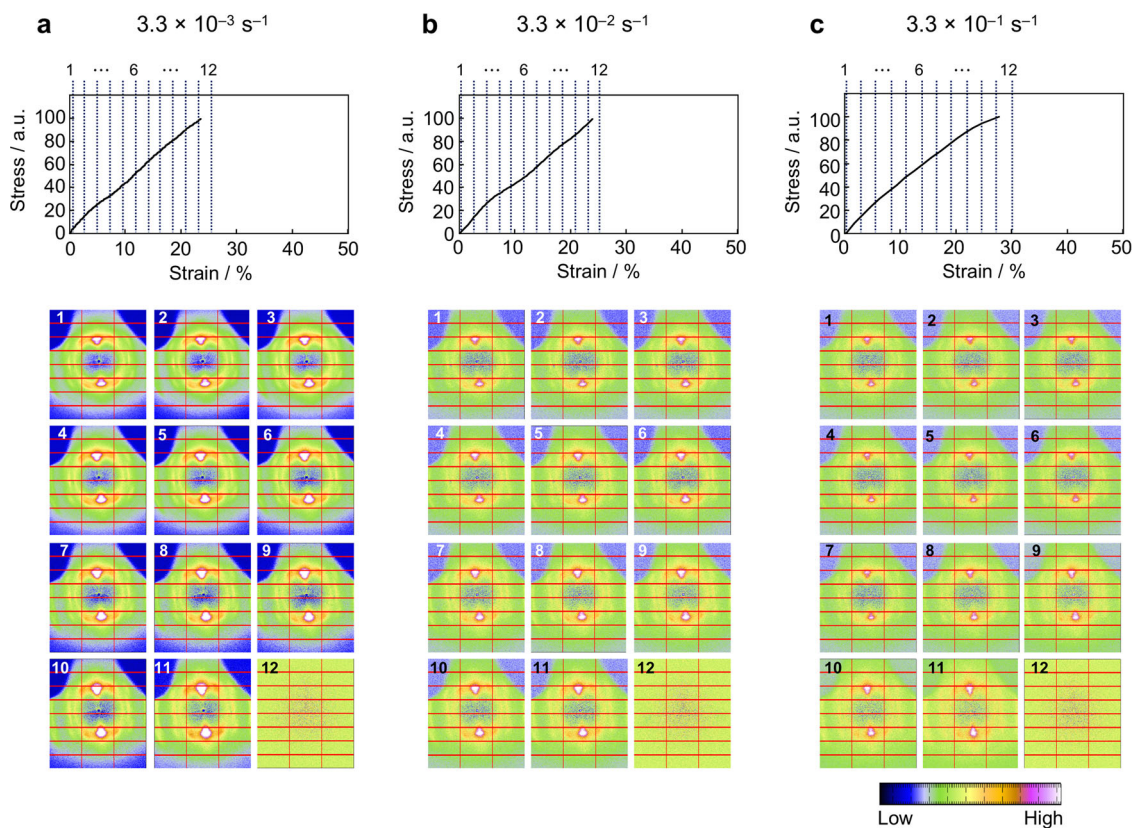 a 3.3 × 10⁻³ s⁻¹
1 ··· 6 ··· 12
Stress / a.u.
100
80
60
40
20
0
0 10 20 30 40 50
Strain / %
1 2 3
4 5 6
7 8 9
10 11 12
b 3.3 × 10⁻² s⁻¹
1 ··· 6 ··· 12
Stress / a.u.
100
80
60
40
20
0
0 10 20 30 40 50
Strain / %
1 2 3
4 5 6
7 8 9
10 11 12
c 3.3 × 10⁻¹ s⁻¹
1 ··· 6 ··· 12
Stress / a.u.
100
80
60
40
20
0
0 10 20 30 40 50
Strain / %
1 2 3
4 5 6
7 8 9
10 11 12
Low High